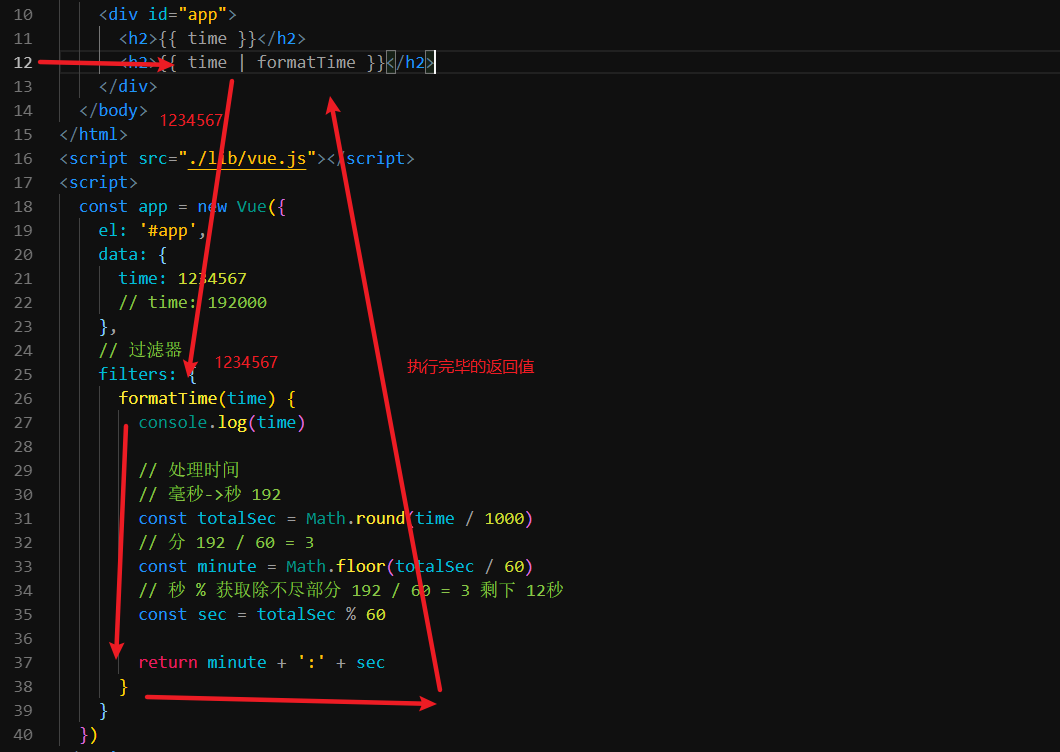 10 <div id="app">
11 <h2>{{ time }}</h2>
12 <h2>{{ time | formatTime }}</h2>
13 </div>
14 </body>
1234567
15 </html>
16 <script src="./lib/vue.js"></script>
17 <script>
18 const app = new Vue({
19 el: '#app',
20 data: {
21 time: 1234567
22 // time: 192000
23 },
24 // 过滤器
1234567
执行完毕的返回值
25 filters: {
26 formatTime(time) {
27 console.log(time)
28
29 // 处理时间
30 // 毫秒->秒 192
31 const totalSec = Math.round(time / 1000)
32 // 分 192 / 60 = 3
33 const minute = Math.floor(totalSec / 60)
34 // 秒 % 获取除不尽部分 192 / 60 = 3 剩下 12秒
35 const sec = totalSec % 60
36
37 return minute + ':' + sec
38 }
39 }
40 })